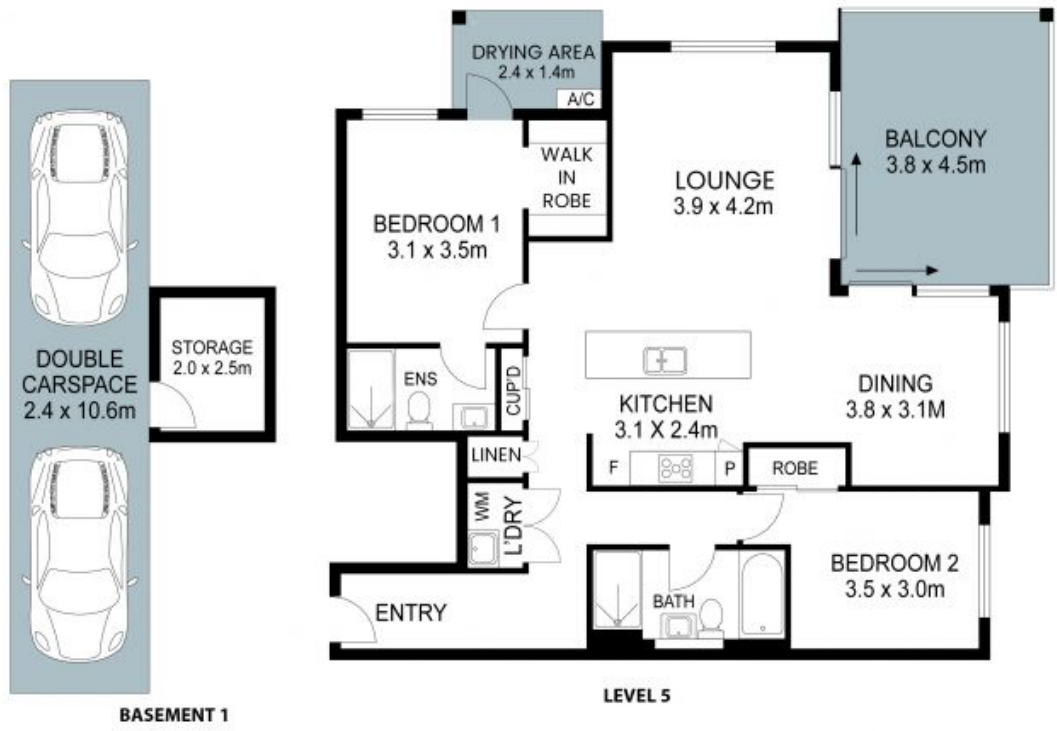 DRYING AREA
2.4 x 1.4m
A/C
BALCONY
3.8 x 4.5m
WALK
IN
ROBE
LOUNGE
3.9 x 4.2m
BEDROOM 1
3.1 x 3.5m
DOUBLE
CARSPACE
2.4 x 10.6m
STORAGE
2.0 x 2.5m
ENS
CUP'D
KITCHEN
3.1 X 2.4m
DINING
3.8 x 3.1M
LINEN
F
P
ROBE
WM
L'DRY
BEDROOM 2
3.5 x 3.0m
ENTRY
BATH
BASEMENT 1
LEVEL 5